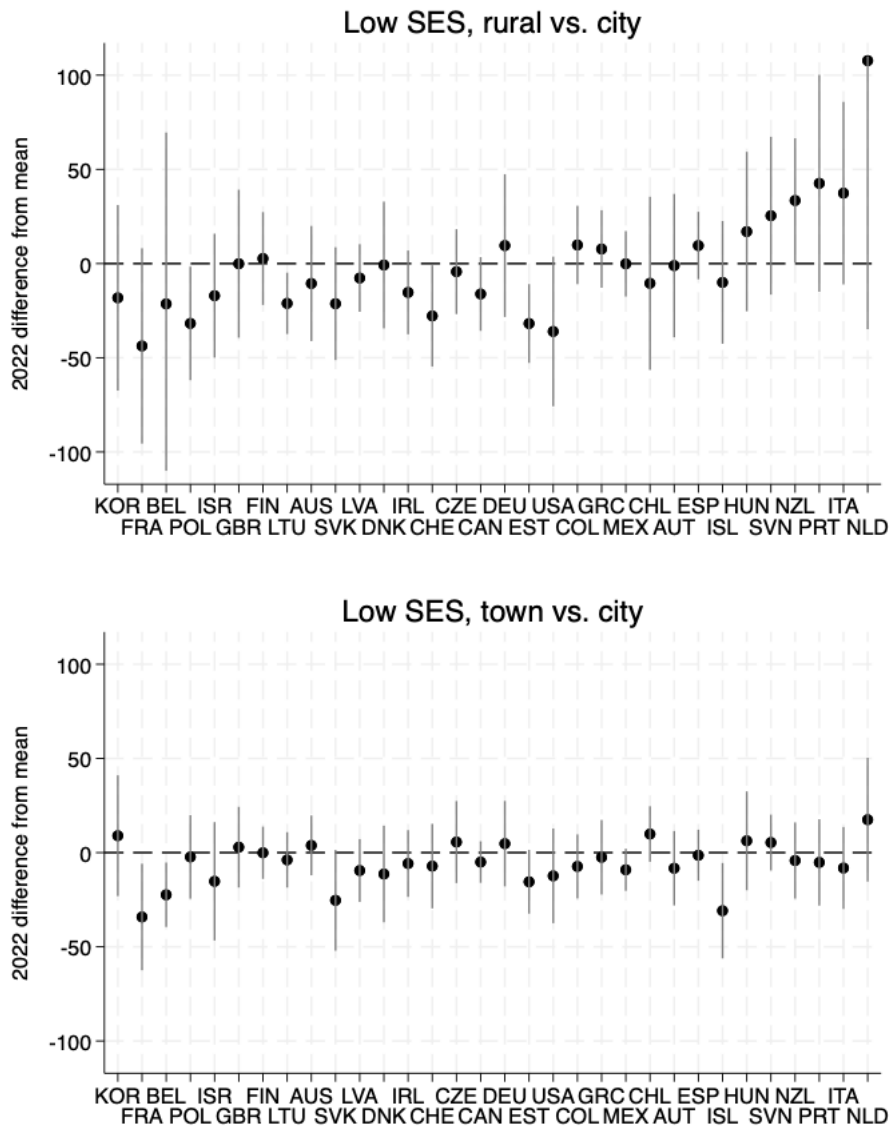 Low SES, rural vs. city
2022 difference from mean
100
50
0
-50
-100
KOR BEL ISR FIN AUS LVA IRL CZE DEU USA GRC CHL ESP HUN NZL ITA
FRA POL GBR LTU SVK DNK CHE CAN EST COL MEX AUT ISL SVN PRT NLD
Low SES, town vs. city
2022 difference from mean
100
50
0
-50
-100
KOR BEL ISR FIN AUS LVA IRL CZE DEU USA GRC CHL ESP HUN NZL ITA
FRA POL GBR LTU SVK DNK CHE CAN EST COL MEX AUT ISL SVN PRT NLD